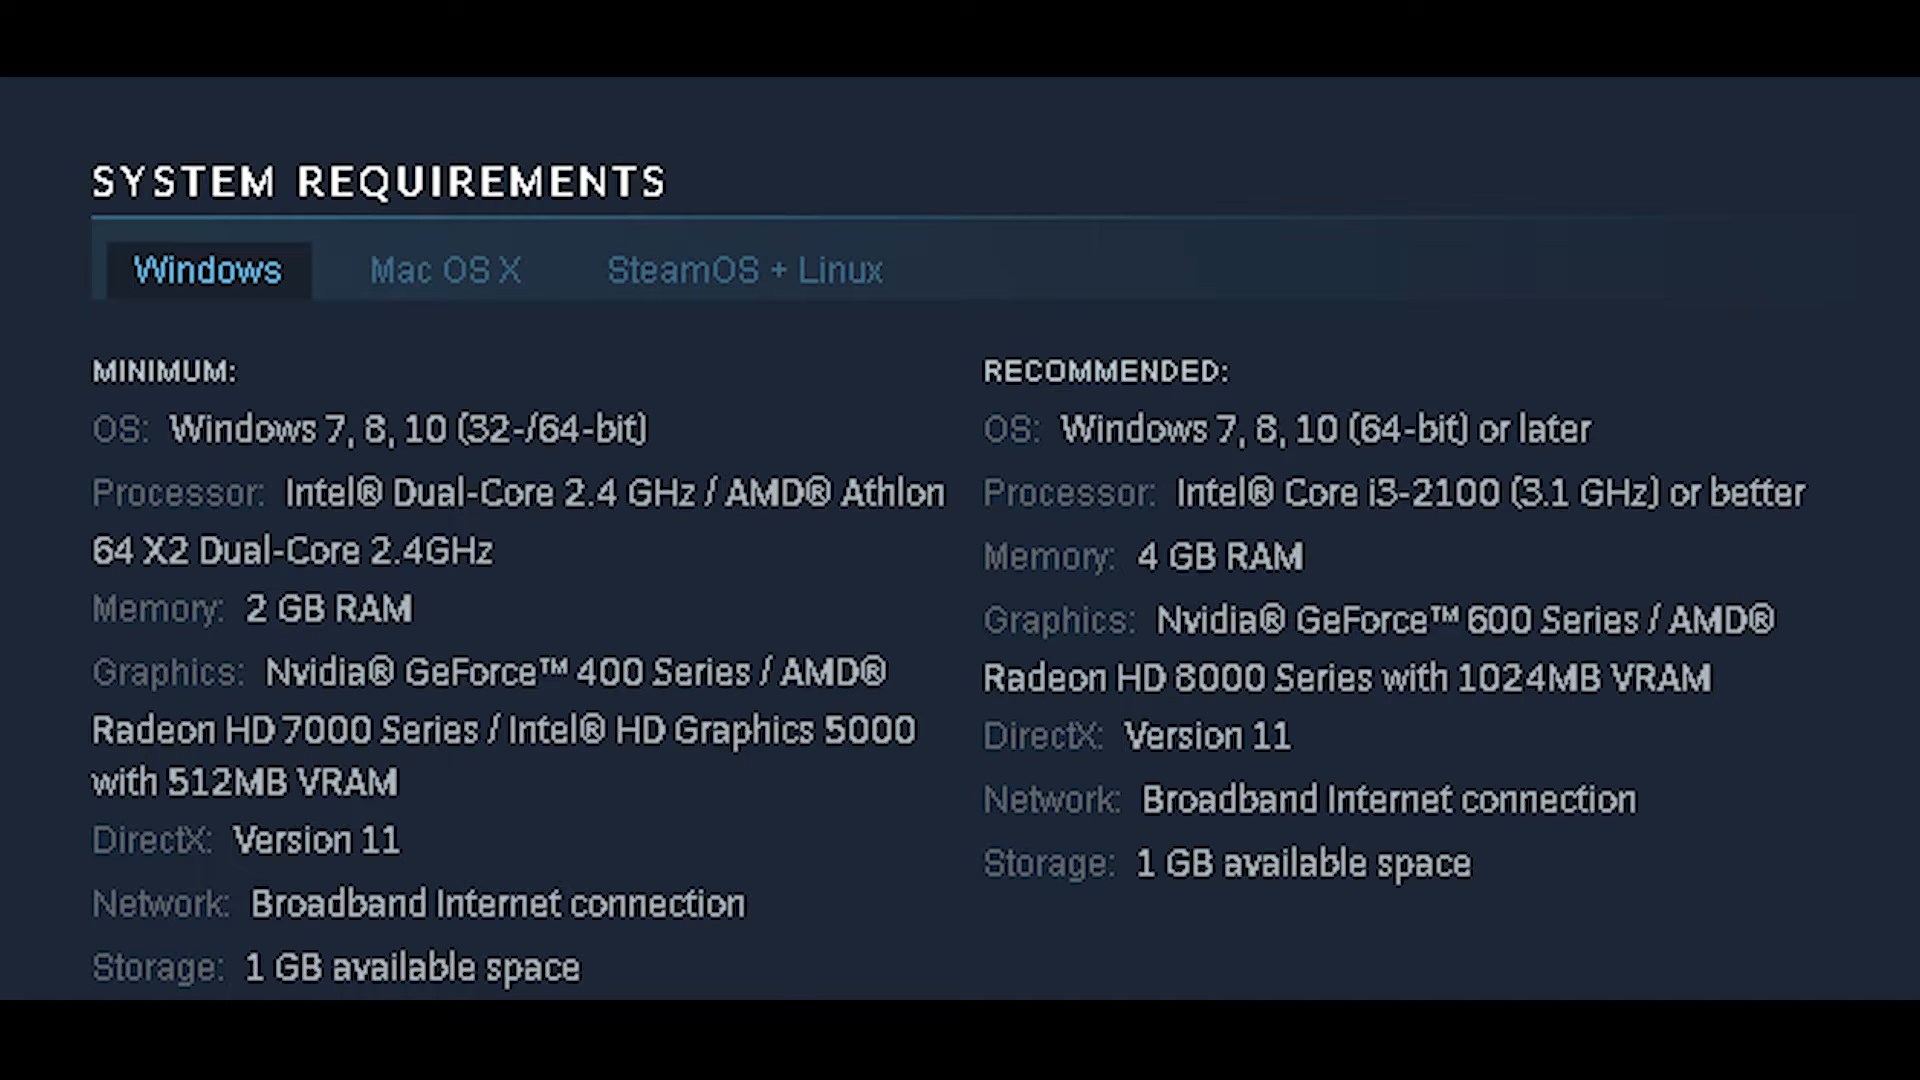 SYSTEM REQUIREMENTS
Windows Mac OS X SteamOS + Linux
MINIMUM:
OS: Windows 7, 8, 10 (32-/64-bit)
Processor: Intel® Dual-Core 2.4 GHz / AMD® Athlon
64 X2 Dual-Core 2.4GHz
Memory: 2 GB RAM
Graphics: Nvidia® GeForce™ 400 Series / AMD®
Radeon HD 7000 Series / Intel® HD Graphics 5000
with 512MB VRAM
DirectX: Version 11
Network: Broadband Internet connection
Storage: 1 GB available space
RECOMMENDED:
OS: Windows 7, 8, 10 (64-bit) or later
Processor: Intel® Core i3-2100 (3.1 GHz) or better
Memory: 4 GB RAM
Graphics: Nvidia® GeForce™ 600 Series / AMD®
Radeon HD 8000 Series with 1024MB VRAM
DirectX: Version 11
Network: Broadband Internet connection
Storage: 1 GB available space